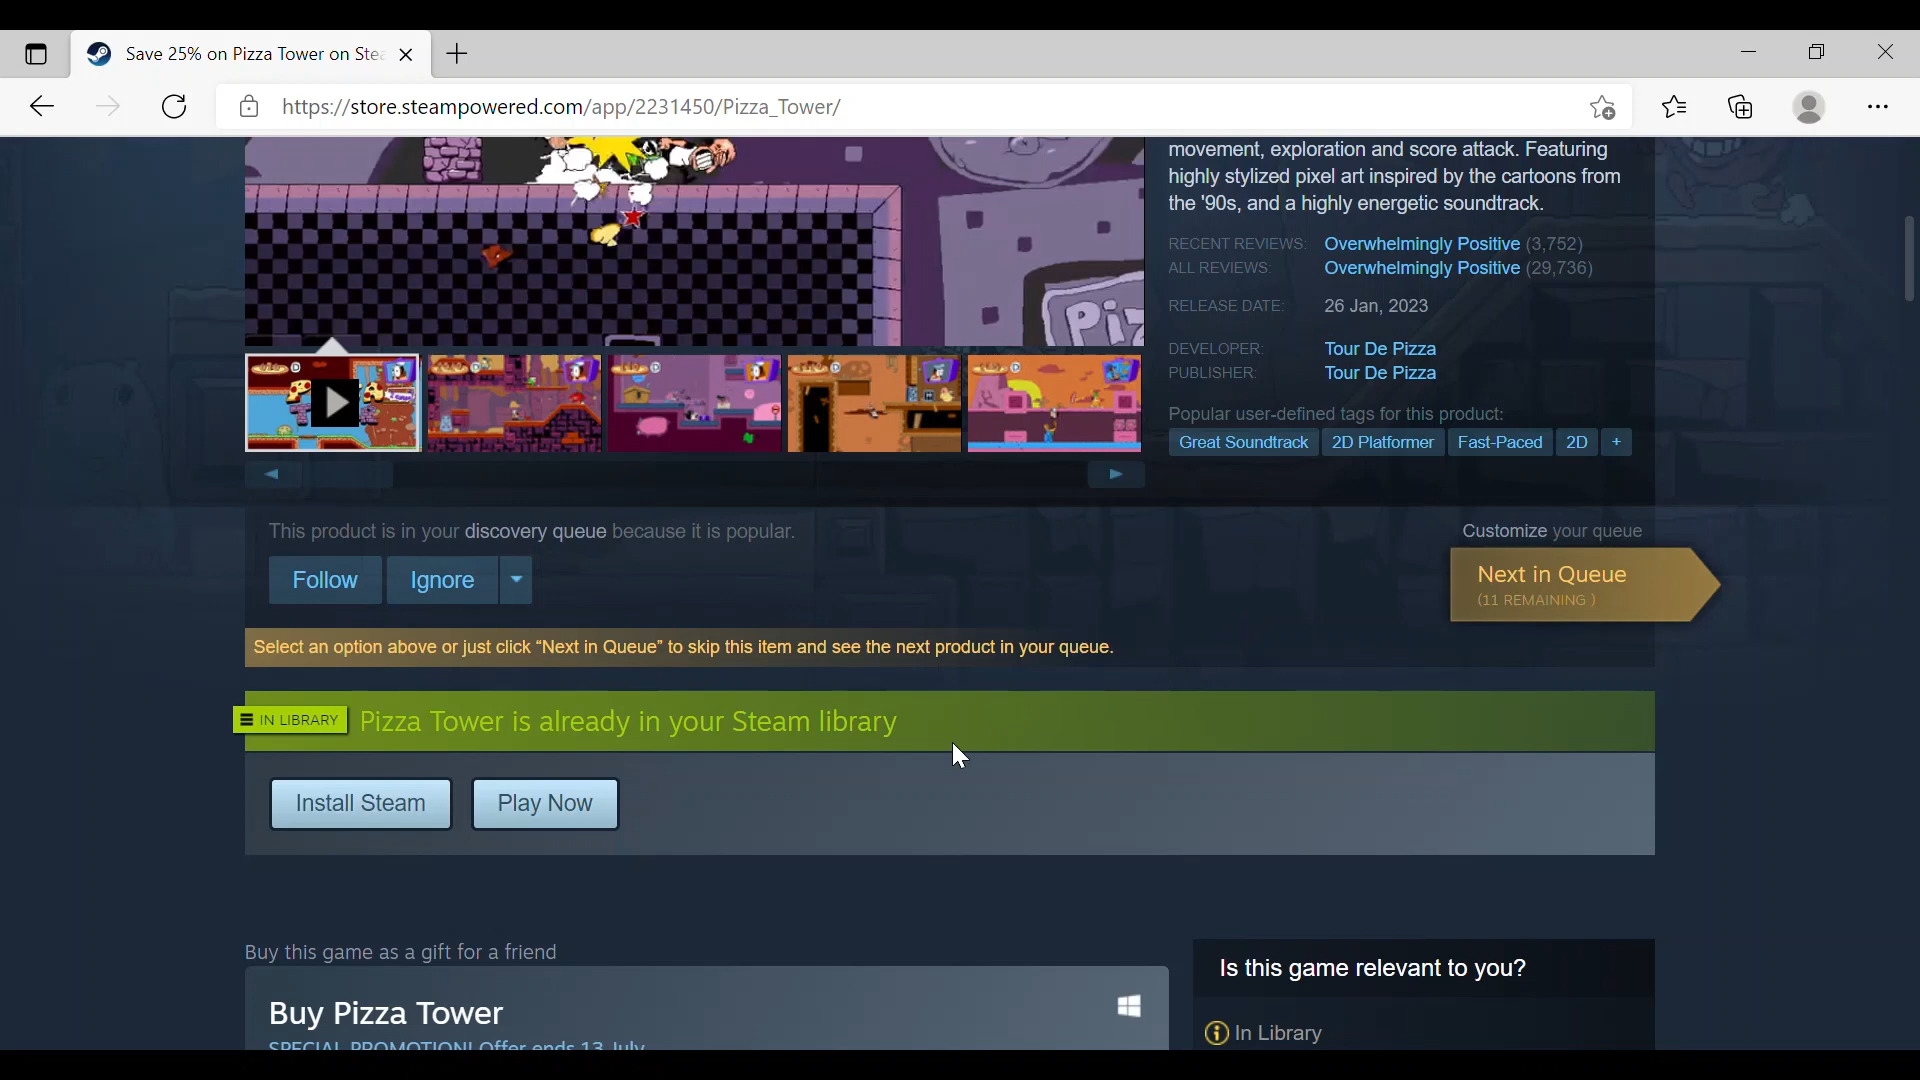 Save 25% on Pizza Tower on Stea
https://store.steampowered.com/app/2231450/Pizza_Tower/
movement, exploration and score attack. Featuring
highly stylized pixel art inspired by the cartoons from
the '90s, and a highly energetic soundtrack.
RECENT REVIEWS: Overwhelmingly Positive (3,752)
ALL REVIEWS: Overwhelmingly Positive (29,736)
RELEASE DATE: 26 Jan, 2023
DEVELOPER: Tour De Pizza
PUBLISHER: Tour De Pizza
Popular user-defined tags for this product:
Great Soundtrack 2D Platformer Fast-Paced 2D +
This product is in your discovery queue because it is popular.
Customize your queue
Follow Ignore
Next in Queue
(11 REMAINING )
Select an option above or just click “Next in Queue” to skip this item and see the next product in your queue.
IN LIBRARY Pizza Tower is already in your Steam library
Install Steam Play Now
Buy this game as a gift for a friend
Buy Pizza Tower
SPECIAL PROMOTION! Offer ends 13 July
Is this game relevant to you?
In Library